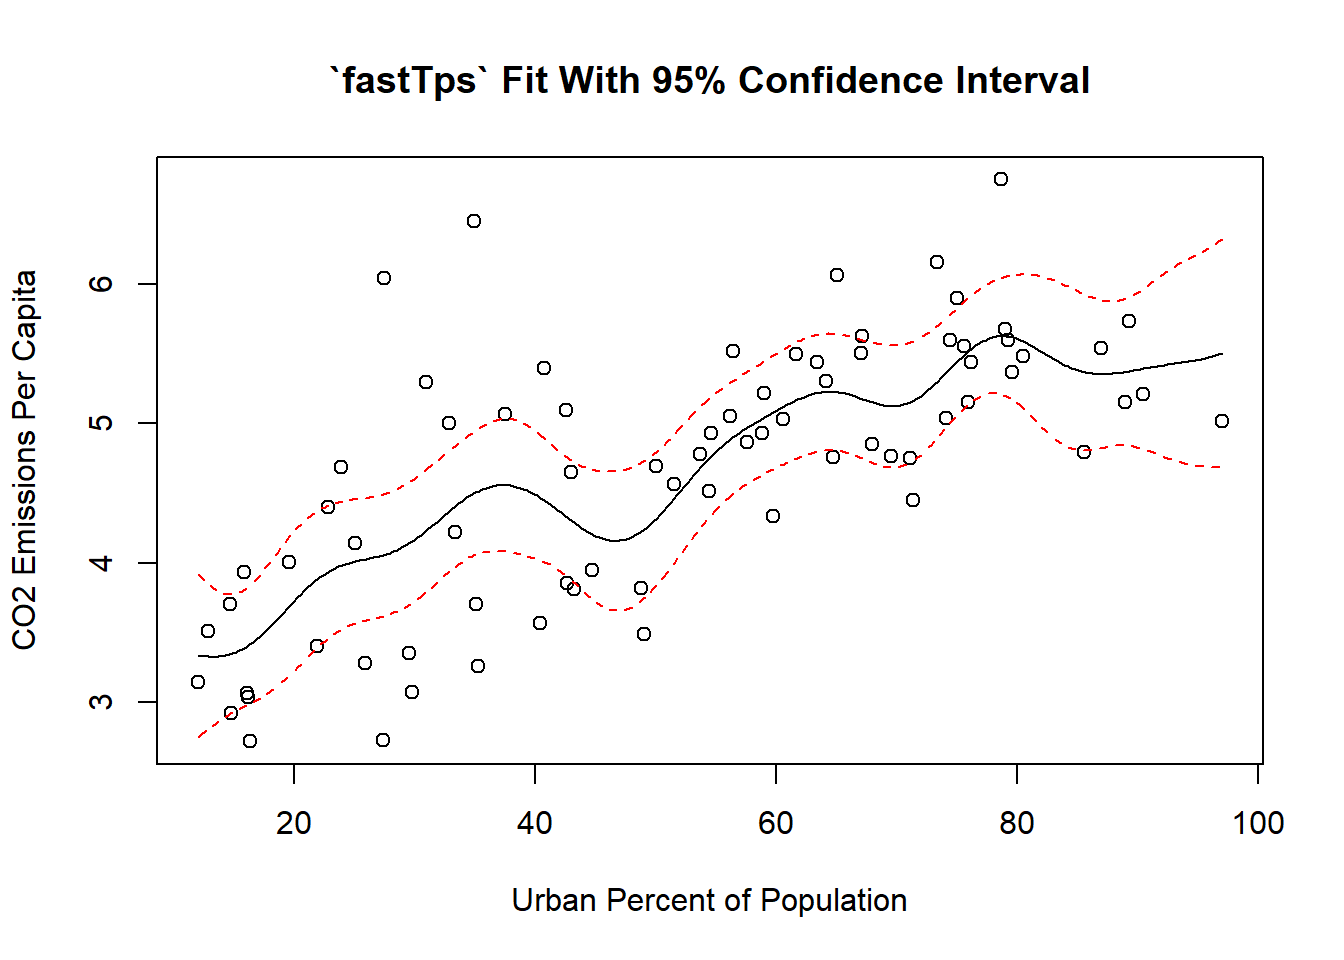 `fastTps` Fit With 95% Confidence Interval
CO2 Emissions Per Capita
6
5
4
3
20 40 60 80 100
Urban Percent of Population